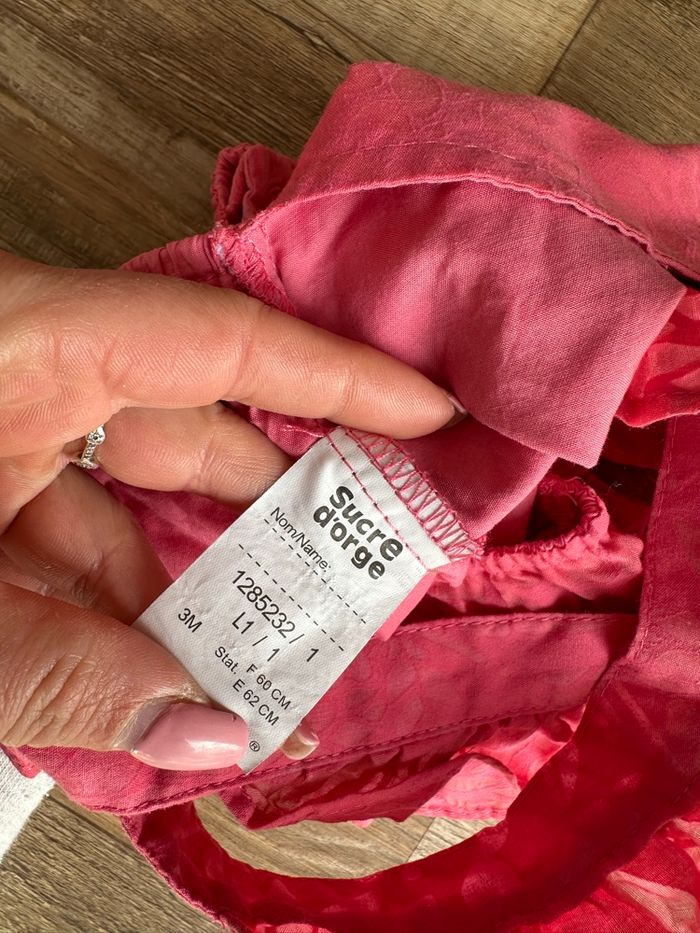 Sucre
d'orge
Nom/Name:
1285232/ 1
L1 / 1
3M
Stat. F 60 CM
E 62 CM
®